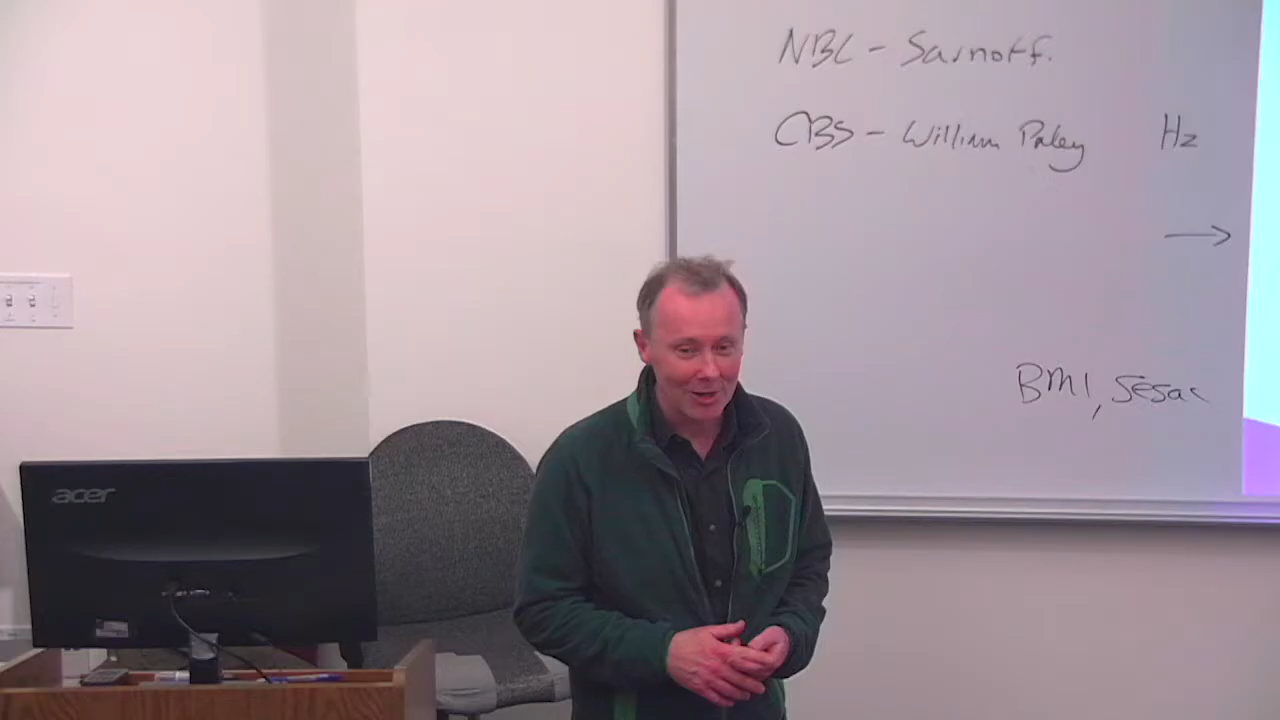 NBC - Sarnoff.
CBS - William Paley
Hz
→
BMI, SESAC
acer